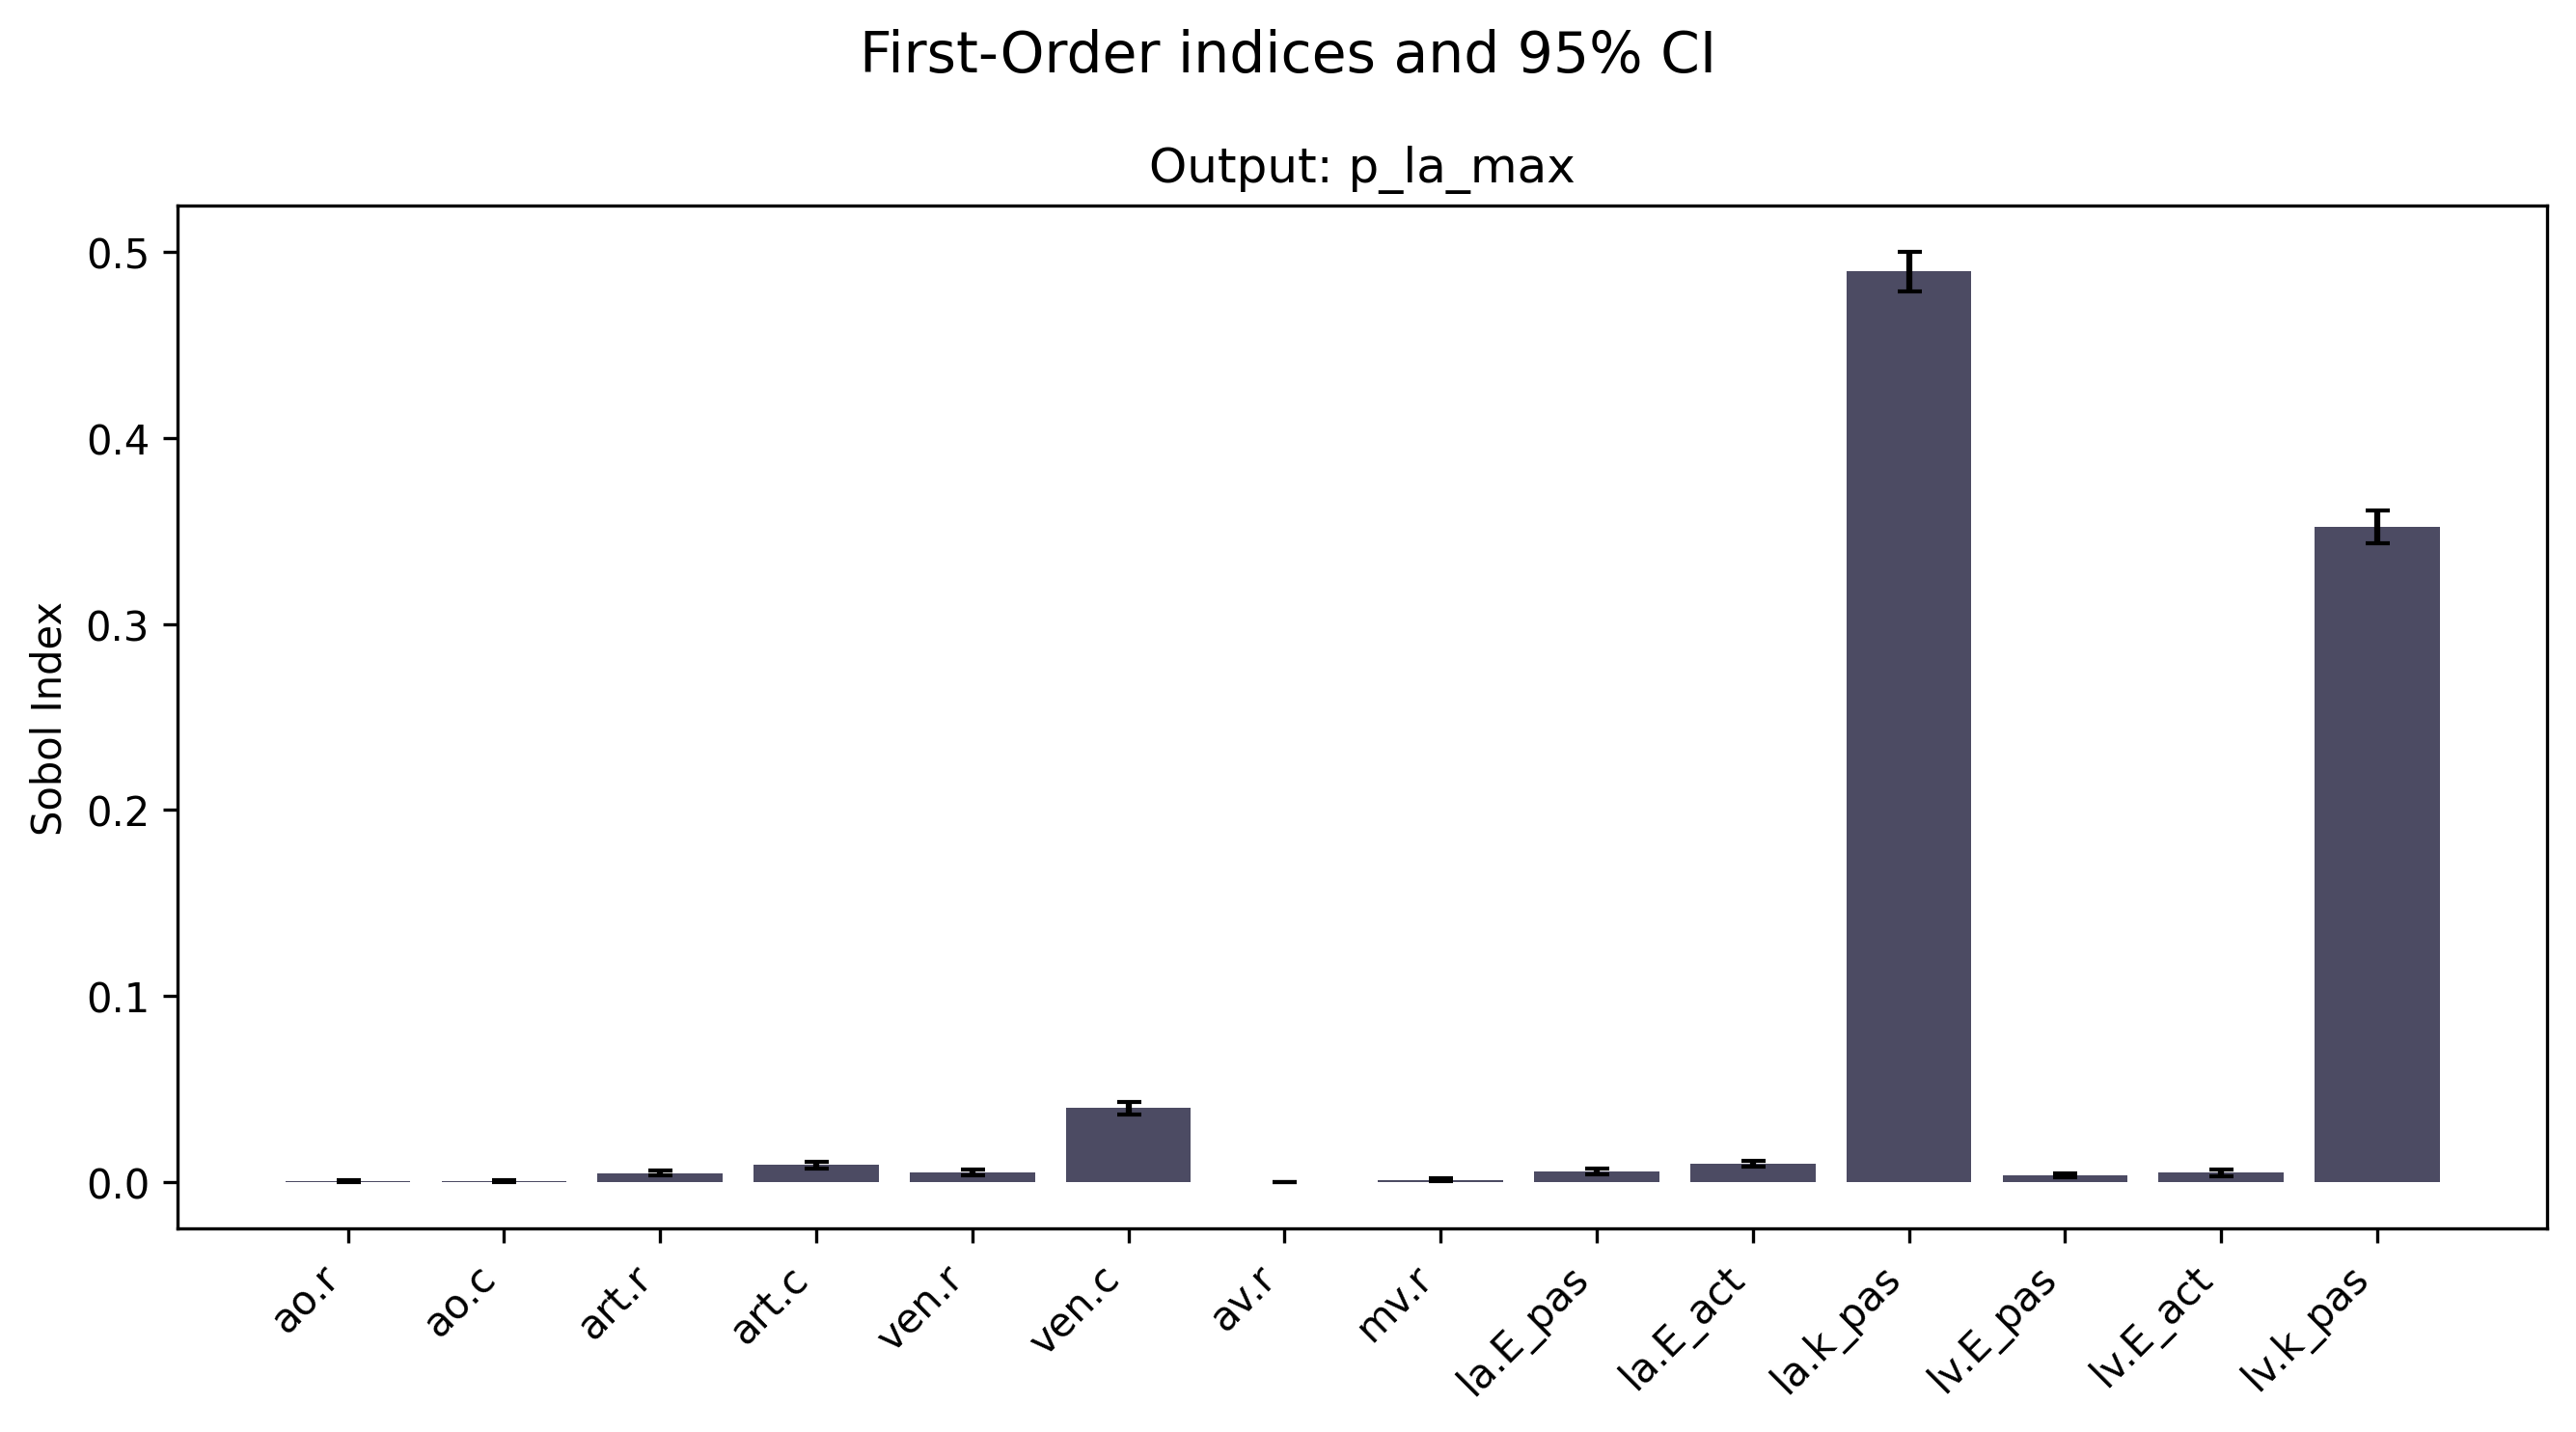 First-Order indices and 95% CI
Output: p_la_max
Sobol Index
0.5
0.4
0.3
0.2
0.1
0.0
ao.r
ao.c
art.r
art.c
ven.r
ven.c
av.r
mv.r
la.E_pas
la.E_act
la.k_pas
lv.E_pas
lv.E_act
lv.k_pas